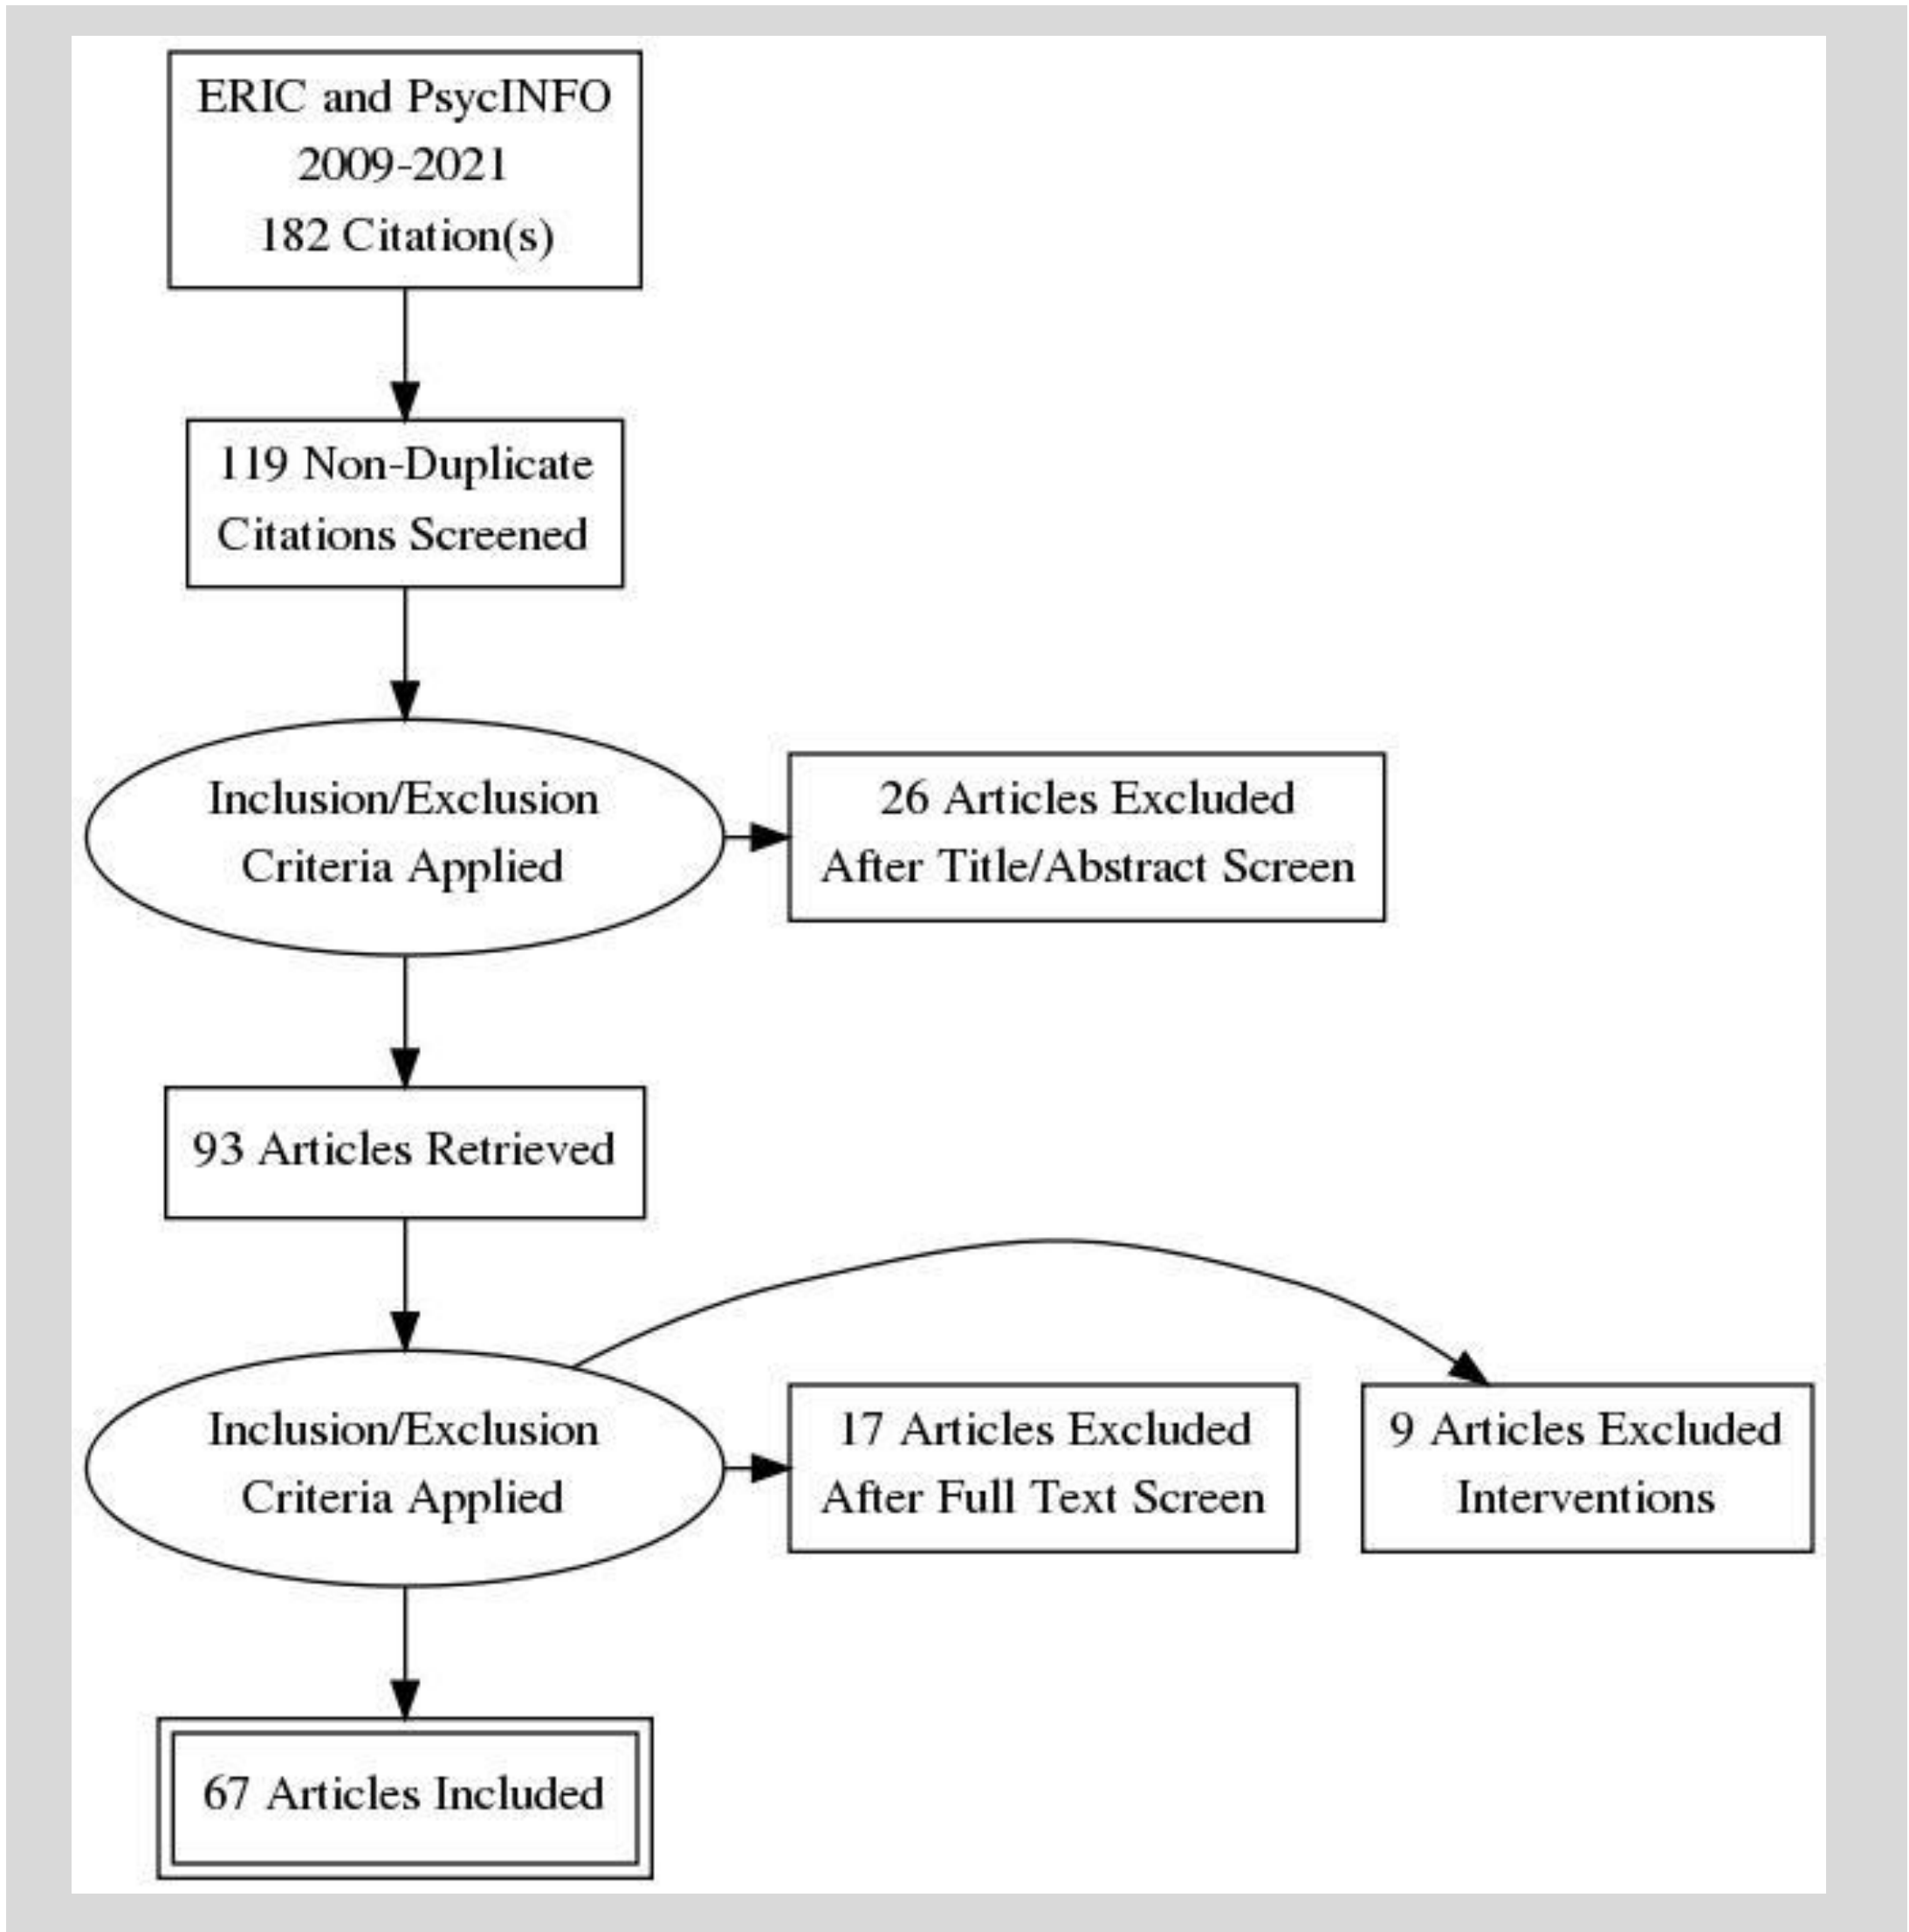 ERIC and PsycINFO
2009-2021
182 Citation(s)
119 Non-Duplicate
Citations Screened
Inclusion/Exclusion
Criteria Applied
26 Articles Excluded
After Title/Abstract Screen
93 Articles Retrieved
Inclusion/Exclusion
Criteria Applied
17 Articles Excluded
After Full Text Screen
9 Articles Excluded
Interventions
67 Articles Included